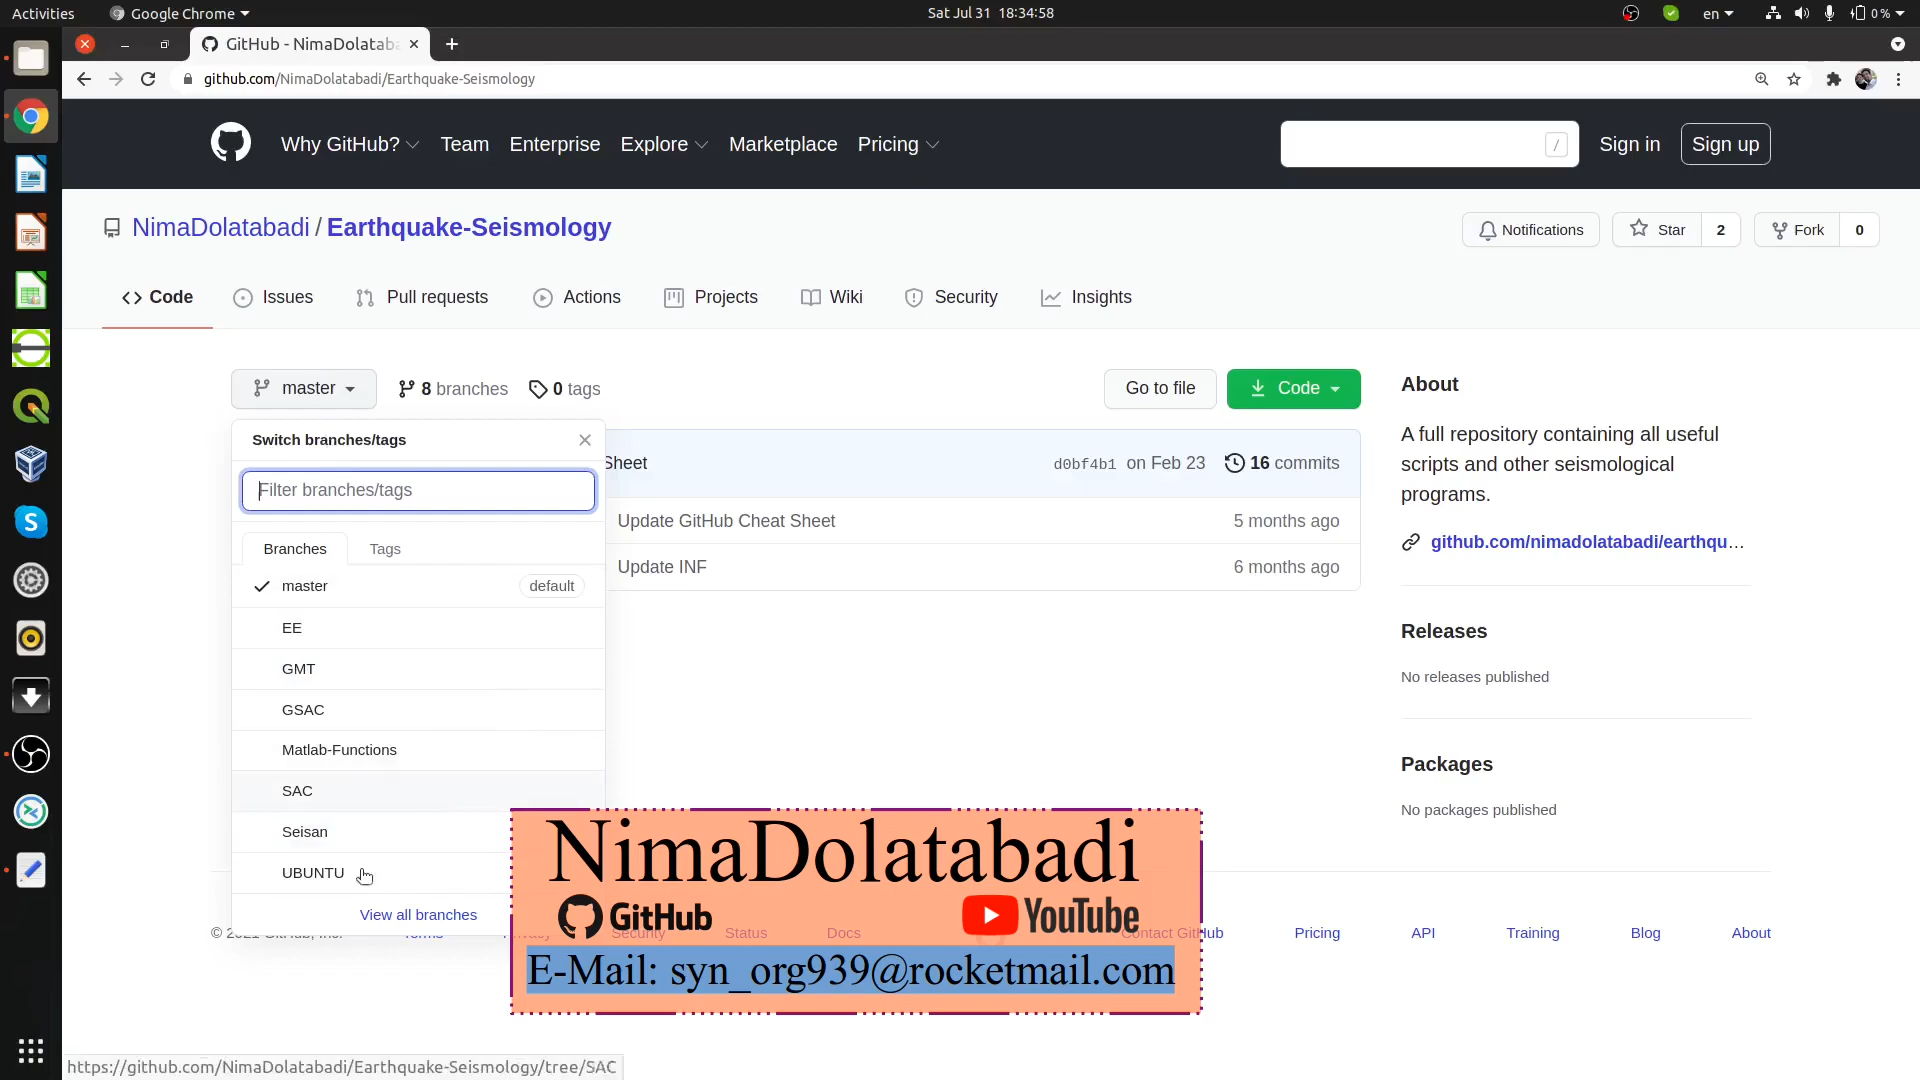 Activities Google Chrome Sat Jul 31 18:34:58 en 0 %
GitHub - NimaDolatab
github.com/NimaDolatabadi/Earthquake-Seismology
Why GitHub? Team Enterprise Explore Marketplace Pricing / Sign in Sign up
NimaDolatabadi / Earthquake-Seismology Notifications Star 2 Fork 0
Code Issues Pull requests Actions Projects Wiki Security Insights
master 8 branches 0 tags Go to file Code
About
Switch branches/tags
A full repository containing all useful
scripts and other seismological
programs.
Sheet d0bf4b1 on Feb 23 16 commits
Filter branches/tags
Update GitHub Cheat Sheet 5 months ago
github.com/nimadolatabadi/earthqu...
Branches Tags
Update INF 6 months ago
master default
EE
Releases
GMT
No releases published
GSAC
Matlab-Functions
Packages
SAC
No packages published
Seisan
UBUNTU
View all branches
NimaDolatabadi
GitHub YouTube
E-Mail: syn_org939@rocketmail.com
© 2021 GitHub, Inc. Terms Privacy Security Status Docs Contact GitHub Pricing API Training Blog About
https://github.com/NimaDolatabadi/Earthquake-Seismology/tree/SAC